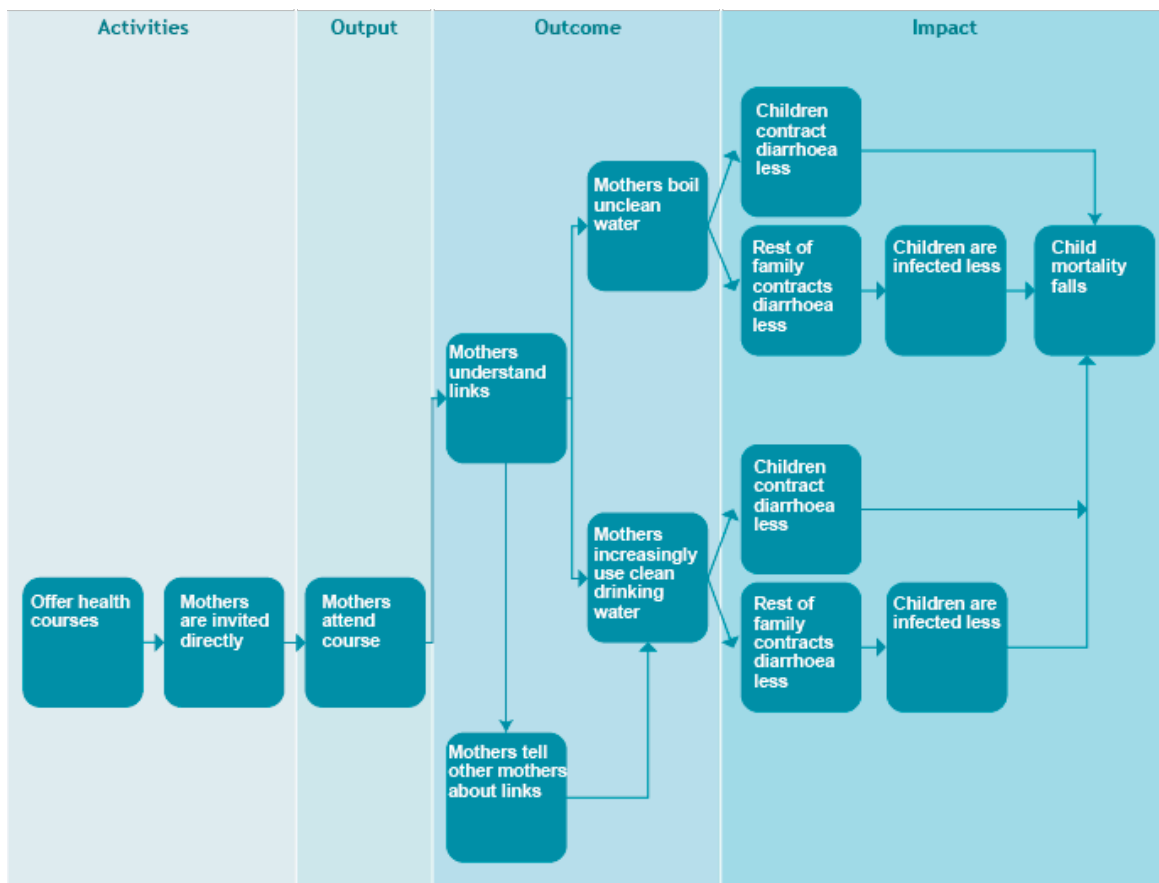 Activities
Output
Outcome
Impact
Offer health
courses
Mothers
are invited
directly
Mothers
attend
course
Mothers
understand
links
Mothers tell
other mothers
about links
Mothers boil
unclean
water
Mothers
increasingly
use clean
drinking
water
Children
contract
diarrhoea
less
Rest of
family
contracts
diarrhoea
less
Children are
infected less
Child
mortality
falls
Children
contract
diarrhoea
less
Rest of
family
contracts
diarrhoea
less
Children are
infected less